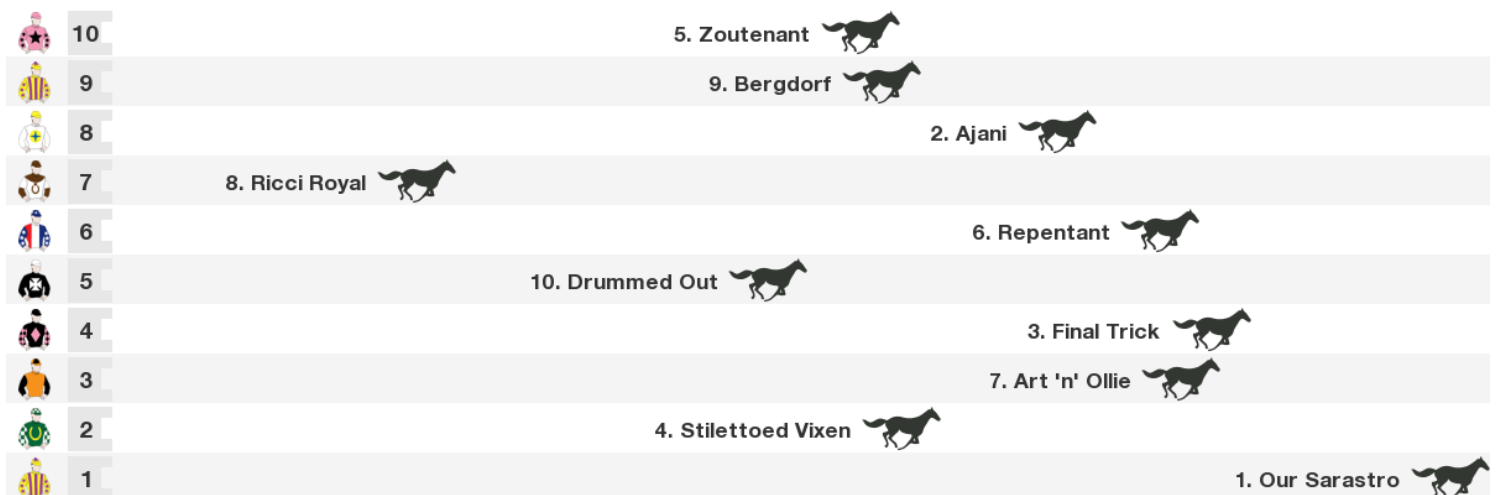 10 5. Zoutenant
9 9. Bergdorf
8 2. Ajani
7 8. Ricci Royal
6 6. Repentant
5 10. Drummed Out
4 3. Final Trick
3 7. Art 'n' Ollie
2 4. Stilettoed Vixen
1 1. Our Sarastro